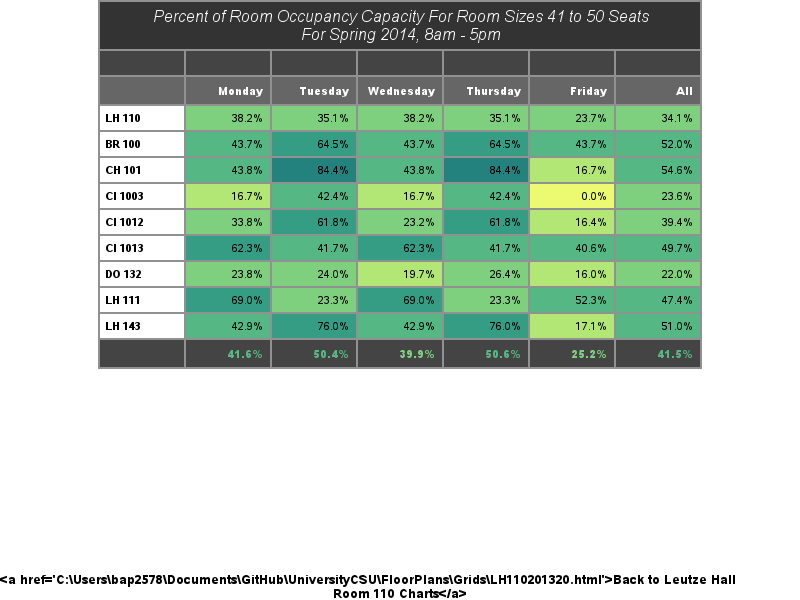 Percent of Room Occupancy Capacity For Room Sizes 41 to 50 Seats
For Spring 2014, 8am - 5pm
Monday Tuesday Wednesday Thursday Friday All
LH 110 38.2% 35.1% 38.2% 35.1% 23.7% 34.1%
BR 100 43.7% 64.5% 43.7% 64.5% 43.7% 52.0%
CH 101 43.8% 84.4% 43.8% 84.4% 16.7% 54.6%
CI 1003 16.7% 42.4% 16.7% 42.4% 0.0% 23.6%
CI 1012 33.8% 61.8% 23.2% 61.8% 16.4% 39.4%
CI 1013 62.3% 41.7% 62.3% 41.7% 40.6% 49.7%
DO 132 23.8% 24.0% 19.7% 26.4% 16.0% 22.0%
LH 111 69.0% 23.3% 69.0% 23.3% 52.3% 47.4%
LH 143 42.9% 76.0% 42.9% 76.0% 17.1% 51.0%
41.6% 50.4% 39.9% 50.6% 25.2% 41.5%
<a href='C:\Users\bap2578\Documents\GitHub\UniversityCSU\FloorPlans\Grids\LH110201320.html'>Back to Leutze Hall
Room 110 Charts</a>